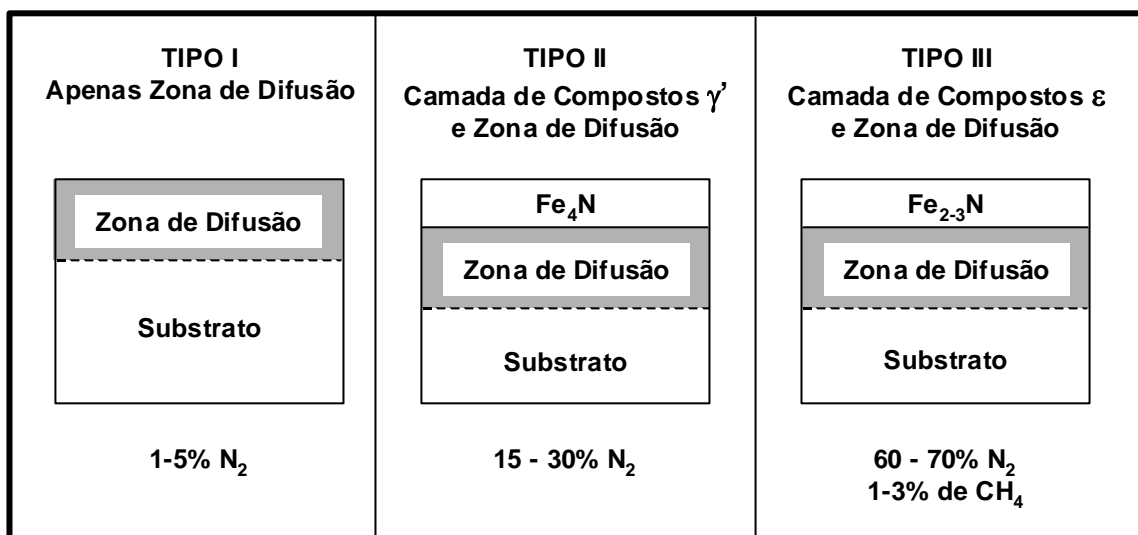 TIPO I
Apenas Zona de Difusão
Zona de Difusão
Substrato
1-5% N₂
TIPO II
Camada de Compostos γ’
e Zona de Difusão
Fe₄N
Zona de Difusão
Substrato
15 - 30% N₂
TIPO III
Camada de Compostos ε
e Zona de Difusão
Fe₂₋₃N
Zona de Difusão
Substrato
60 - 70% N₂
1-3% de CH₄